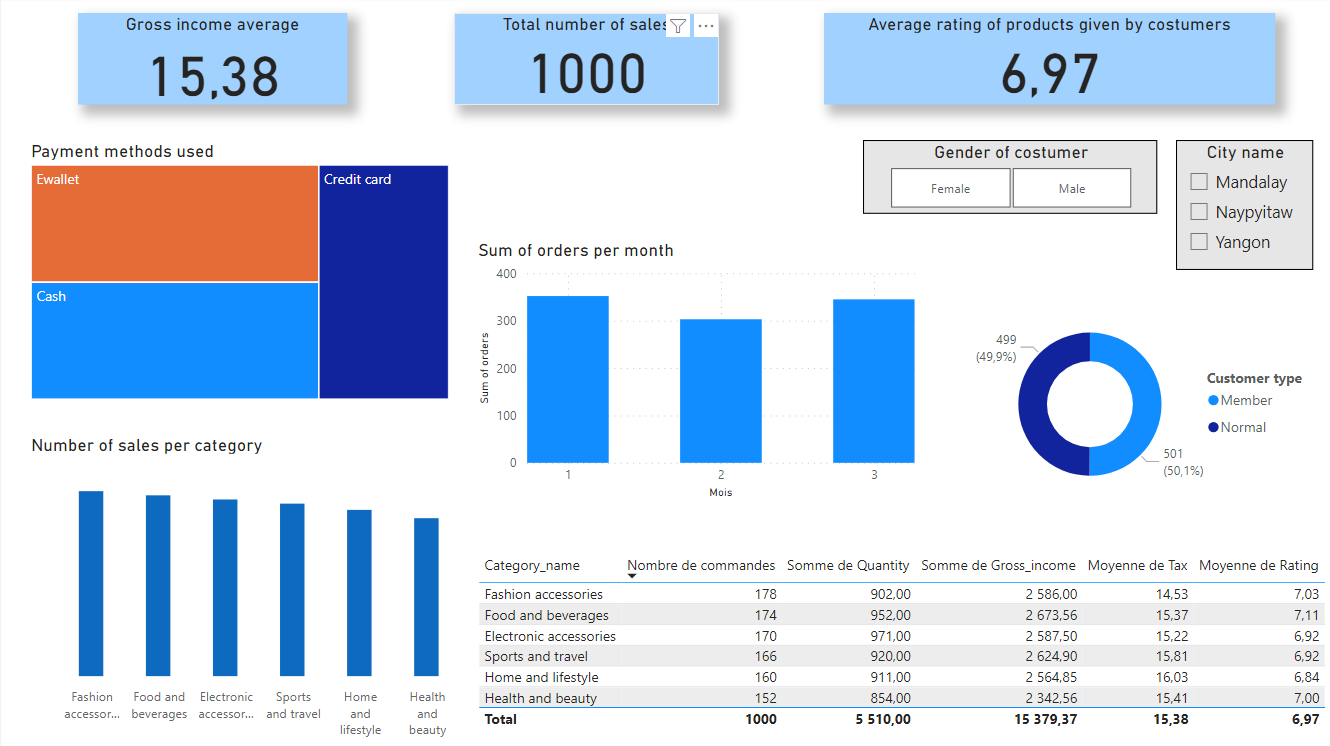 Gross income average
15,38
Total number of sales
1000
Average rating of products given by costumers
6,97
Payment methods used
Ewallet
Credit card
Cash
Gender of costumer
Female
Male
City name
Mandalay
Naypyitaw
Yangon
Sum of orders per month
400
300
200
100
0
Sum of orders
1
2
3
Mois
499
(49,9%)
501
(50,1%)
Customer type
Member
Normal
Number of sales per category
Fashion
accessor...
Food and
beverages
Electronic
accessor...
Sports
and travel
Home
and
lifestyle
Health
and
beauty
Category_name Nombre de commandes Somme de Quantity Somme de Gross_income Moyenne de Tax Moyenne de Rating
Fashion accessories 178 902,00 2 586,00 14,53 7,03
Food and beverages 174 952,00 2 673,56 15,37 7,11
Electronic accessories 170 971,00 2 587,50 15,22 6,92
Sports and travel 166 920,00 2 624,90 15,81 6,92
Home and lifestyle 160 911,00 2 564,85 16,03 6,84
Health and beauty 152 854,00 2 342,56 15,41 7,00
Total 1000 5 510,00 15 379,37 15,38 6,97